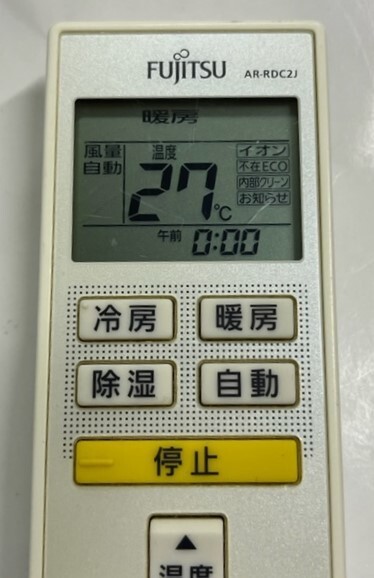 FUJITSU AR-RDC2J
暖房
風量 温度 イオン
自動 27℃ 不在ECO
内部クリーン
お知らせ
午前 0:00
冷房 暖房
除湿 自動
停止
▲
温度